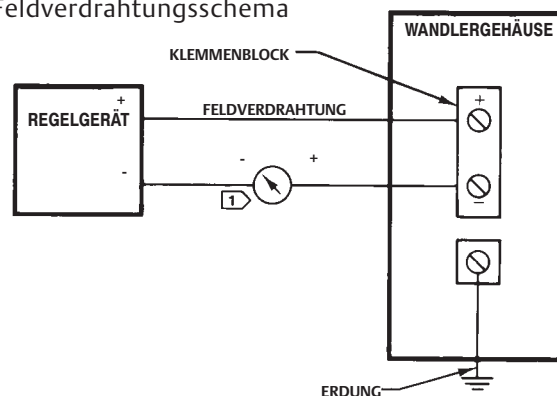 Feldverdrahtungsschema
WANDLERGEHÄUSE
KLEMMENBLOCK
+
REGELGERÄT
-
FELDVERDRAHTUNG
- +
1
+
–
ERDUNG